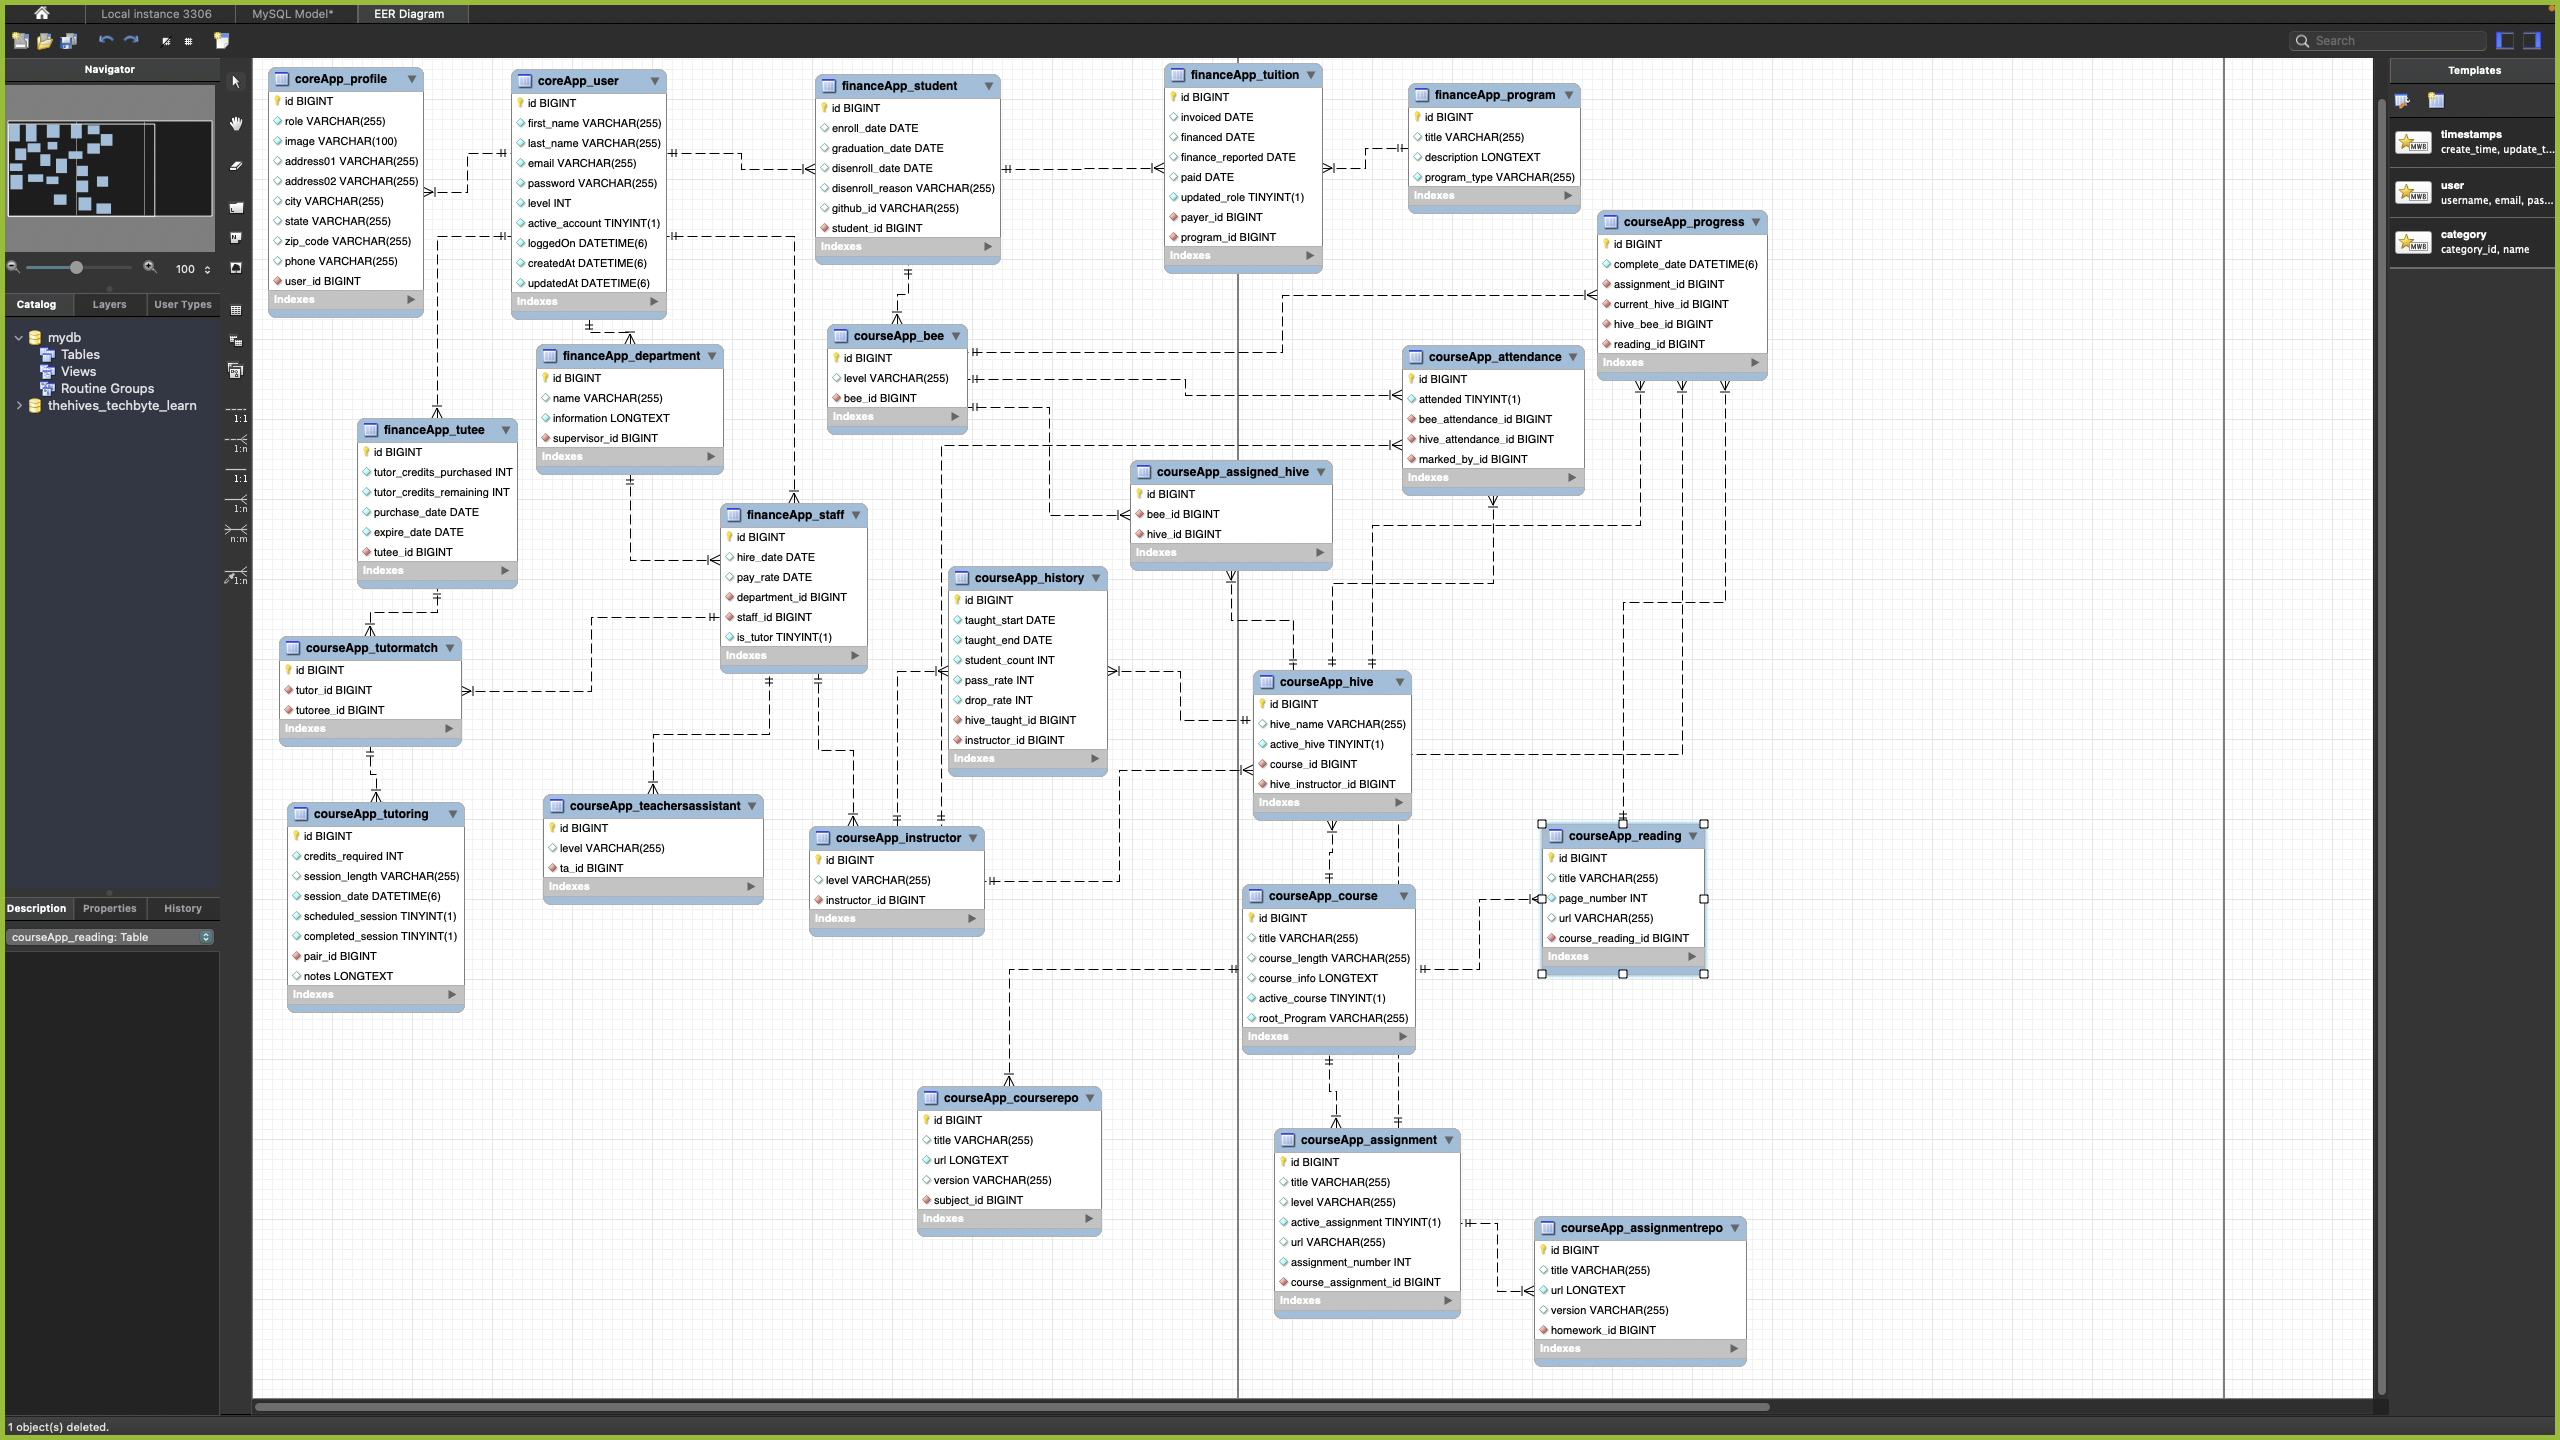 Local instance 3306
MySQL Model*
EER Diagram
Search
Navigator
100
Catalog
Layers
User Types
mydb
Tables
Views
Routine Groups
thehives_techbyte_learn
Description
Properties
History
courseApp_reading: Table
1 object(s) deleted.
1:1
1:n
1:1
1:n
n:m
1:n
coreApp_profile
id BIGINT
role VARCHAR(255)
image VARCHAR(100)
address01 VARCHAR(255)
address02 VARCHAR(255)
city VARCHAR(255)
state VARCHAR(255)
zip_code VARCHAR(255)
phone VARCHAR(255)
user_id BIGINT
Indexes
coreApp_user
id BIGINT
first_name VARCHAR(255)
last_name VARCHAR(255)
email VARCHAR(255)
password VARCHAR(255)
level INT
active_account TINYINT(1)
loggedOn DATETIME(6)
createdAt DATETIME(6)
updatedAt DATETIME(6)
Indexes
financeApp_student
id BIGINT
enroll_date DATE
graduation_date DATE
disenroll_date DATE
disenroll_reason VARCHAR(255)
github_id VARCHAR(255)
student_id BIGINT
Indexes
financeApp_tuition
id BIGINT
invoiced DATE
financed DATE
finance_reported DATE
paid DATE
updated_role TINYINT(1)
payer_id BIGINT
program_id BIGINT
Indexes
financeApp_program
id BIGINT
title VARCHAR(255)
description LONGTEXT
program_type VARCHAR(255)
Indexes
courseApp_progress
id BIGINT
complete_date DATETIME(6)
assignment_id BIGINT
current_hive_id BIGINT
hive_bee_id BIGINT
reading_id BIGINT
Indexes
financeApp_department
id BIGINT
name VARCHAR(255)
information LONGTEXT
supervisor_id BIGINT
Indexes
courseApp_bee
id BIGINT
level VARCHAR(255)
bee_id BIGINT
Indexes
courseApp_attendance
id BIGINT
attended TINYINT(1)
bee_attendance_id BIGINT
hive_attendance_id BIGINT
marked_by_id BIGINT
Indexes
financeApp_tutee
id BIGINT
tutor_credits_purchased INT
tutor_credits_remaining INT
purchase_date DATE
expire_date DATE
tutee_id BIGINT
Indexes
courseApp_assigned_hive
id BIGINT
bee_id BIGINT
hive_id BIGINT
Indexes
financeApp_staff
id BIGINT
hire_date DATE
pay_rate DATE
department_id BIGINT
staff_id BIGINT
is_tutor TINYINT(1)
Indexes
courseApp_history
id BIGINT
taught_start DATE
taught_end DATE
student_count INT
pass_rate INT
drop_rate INT
hive_taught_id BIGINT
instructor_id BIGINT
Indexes
courseApp_tutormatch
id BIGINT
tutor_id BIGINT
tutoree_id BIGINT
Indexes
courseApp_hive
id BIGINT
hive_name VARCHAR(255)
active_hive TINYINT(1)
course_id BIGINT
hive_instructor_id BIGINT
Indexes
courseApp_tutoring
id BIGINT
credits_required INT
session_length VARCHAR(255)
session_date DATETIME(6)
scheduled_session TINYINT(1)
completed_session TINYINT(1)
pair_id BIGINT
notes LONGTEXT
Indexes
courseApp_teachersassistant
id BIGINT
level VARCHAR(255)
ta_id BIGINT
Indexes
courseApp_instructor
id BIGINT
level VARCHAR(255)
instructor_id BIGINT
Indexes
courseApp_reading
id BIGINT
title VARCHAR(255)
page_number INT
url VARCHAR(255)
course_reading_id BIGINT
Indexes
courseApp_course
id BIGINT
title VARCHAR(255)
course_length VARCHAR(255)
course_info LONGTEXT
active_course TINYINT(1)
root_Program VARCHAR(255)
Indexes
courseApp_courserepo
id BIGINT
title VARCHAR(255)
url LONGTEXT
version VARCHAR(255)
subject_id BIGINT
Indexes
courseApp_assignment
id BIGINT
title VARCHAR(255)
level VARCHAR(255)
active_assignment TINYINT(1)
url VARCHAR(255)
assignment_number INT
course_assignment_id BIGINT
Indexes
courseApp_assignmentrepo
id BIGINT
title VARCHAR(255)
url LONGTEXT
version VARCHAR(255)
homework_id BIGINT
Indexes
Templates
MWB
timestamps
create_time, update_t...
MWB
user
username, email, pas...
MWB
category
category_id, name